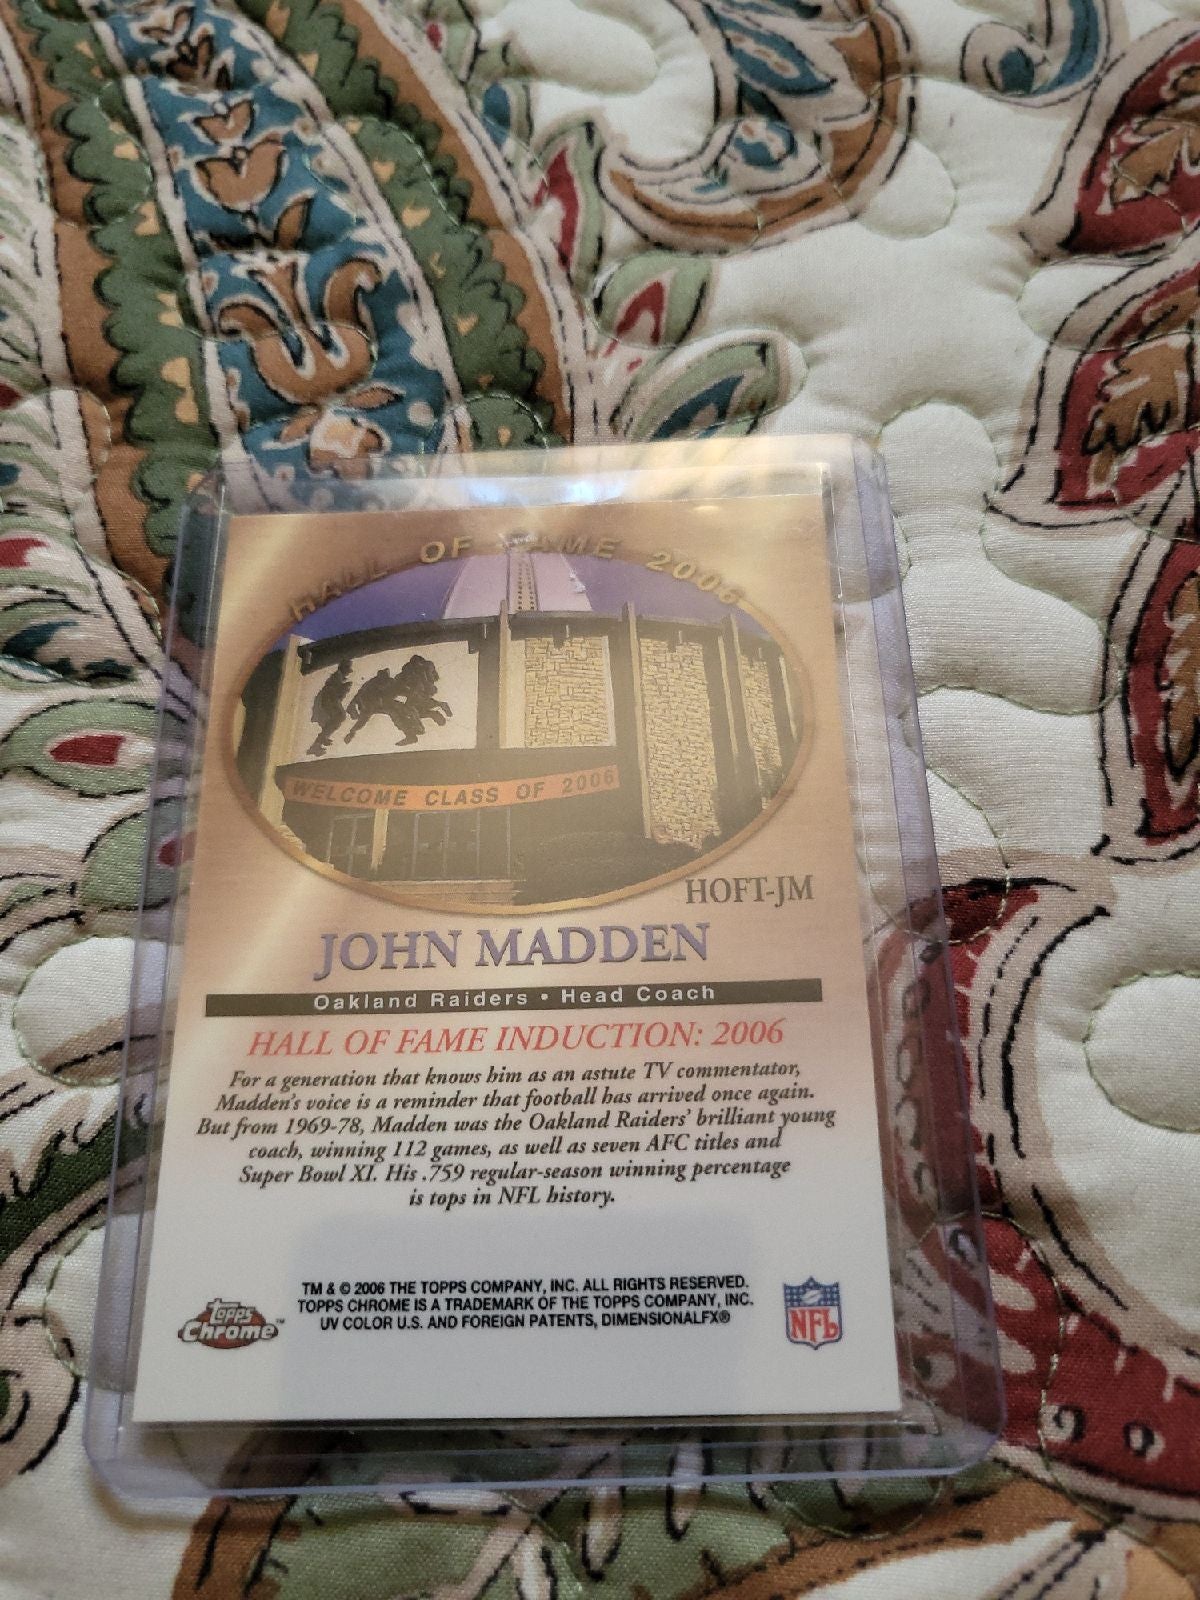 HALL OF FAME 2006
WELCOME CLASS OF 2006
HOFT-JM
JOHN MADDEN
Oakland Raiders • Head Coach
HALL OF FAME INDUCTION: 2006
For a generation that knows him as an astute TV commentator,
Madden's voice is a reminder that football has arrived once again.
But from 1969-78, Madden was the Oakland Raiders' brilliant young
coach, winning 112 games, as well as seven AFC titles and
Super Bowl XI. His .759 regular-season winning percentage
is tops in NFL history.
TM & © 2006 THE TOPPS COMPANY, INC. ALL RIGHTS RESERVED.
TOPPS CHROME IS A TRADEMARK OF THE TOPPS COMPANY, INC.
UV COLOR U.S. AND FOREIGN PATENTS, DIMENSIONALFX®
Topps
Chrome™
NFL